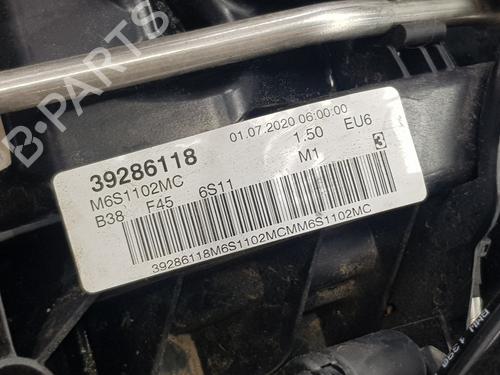 B-PARTS
01.07.2020 06:00:00
39286118 1.50 EU6
M6S1102MC M1 3
B38 F45 6S11
39286118M6S1102MCMM6S1102MC